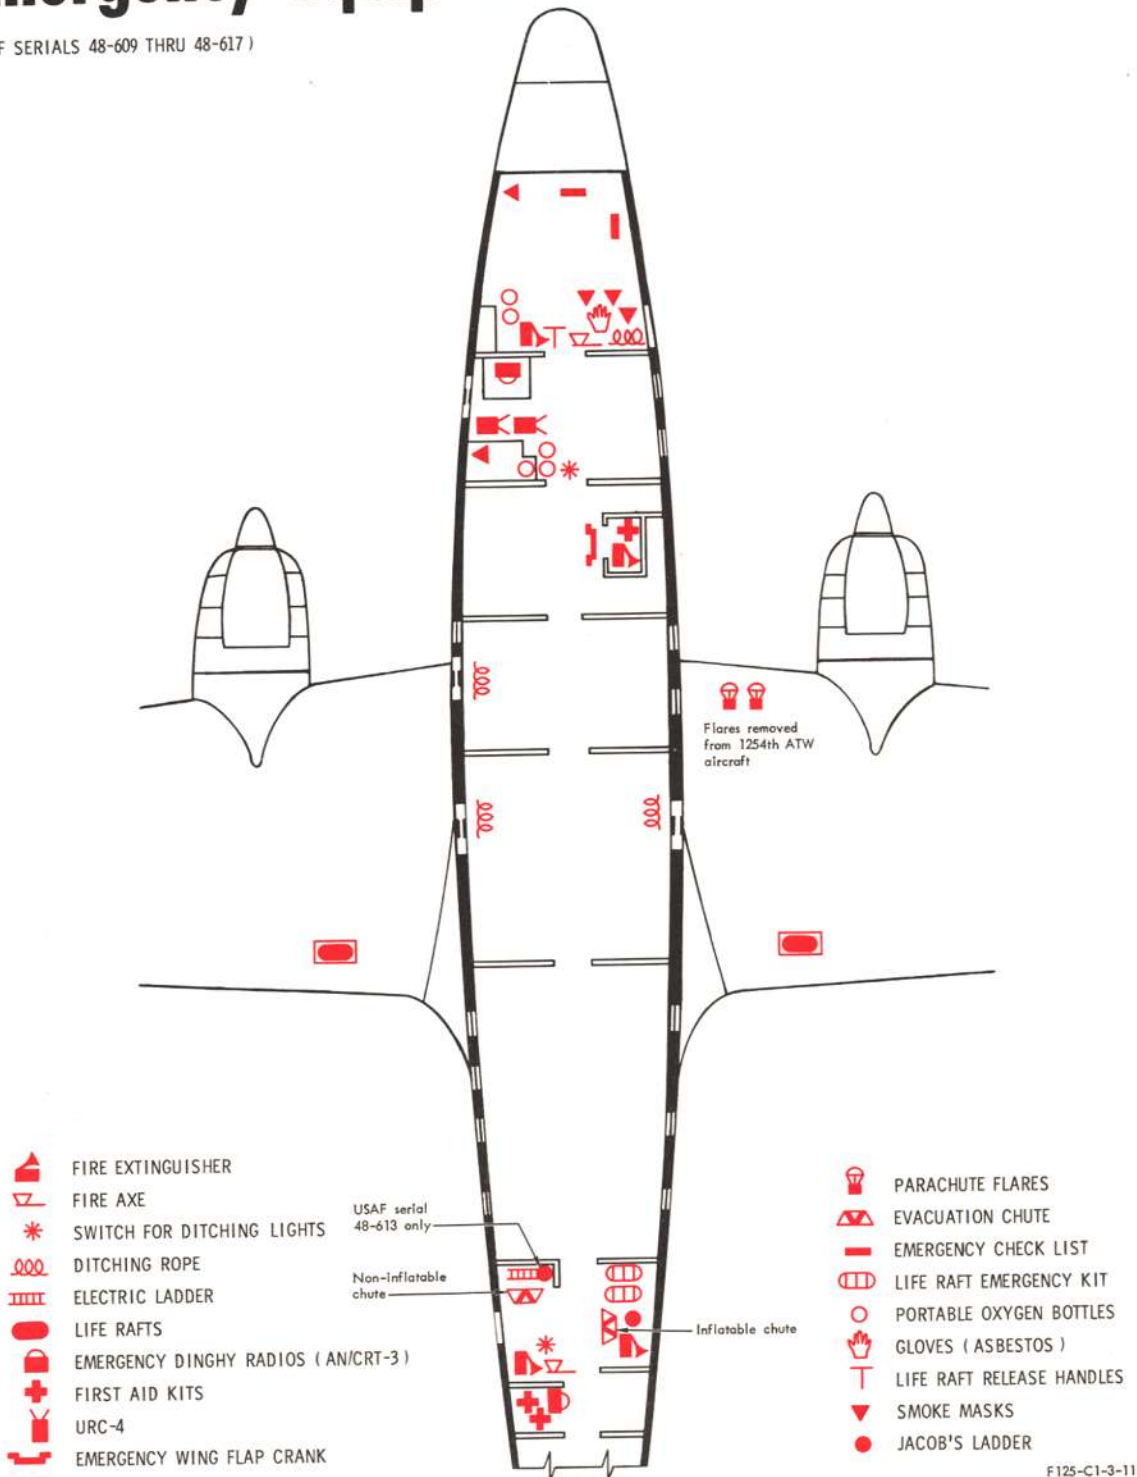 F SERIALS 48-609 THRU 48-617 )
Flares removed
from 1254th ATW
aircraft
FIRE EXTINGUISHER
FIRE AXE
SWITCH FOR DITCHING LIGHTS
DITCHING ROPE
ELECTRIC LADDER
LIFE RAFTS
EMERGENCY DINGHY RADIOS ( AN/CRT-3 )
FIRST AID KITS
URC-4
EMERGENCY WING FLAP CRANK
USAF serial
48-613 only
Non-inflatable
chute
Inflatable chute
PARACHUTE FLARES
EVACUATION CHUTE
EMERGENCY CHECK LIST
LIFE RAFT EMERGENCY KIT
PORTABLE OXYGEN BOTTLES
GLOVES ( ASBESTOS )
LIFE RAFT RELEASE HANDLES
SMOKE MASKS
JACOB'S LADDER
F125-C1-3-11